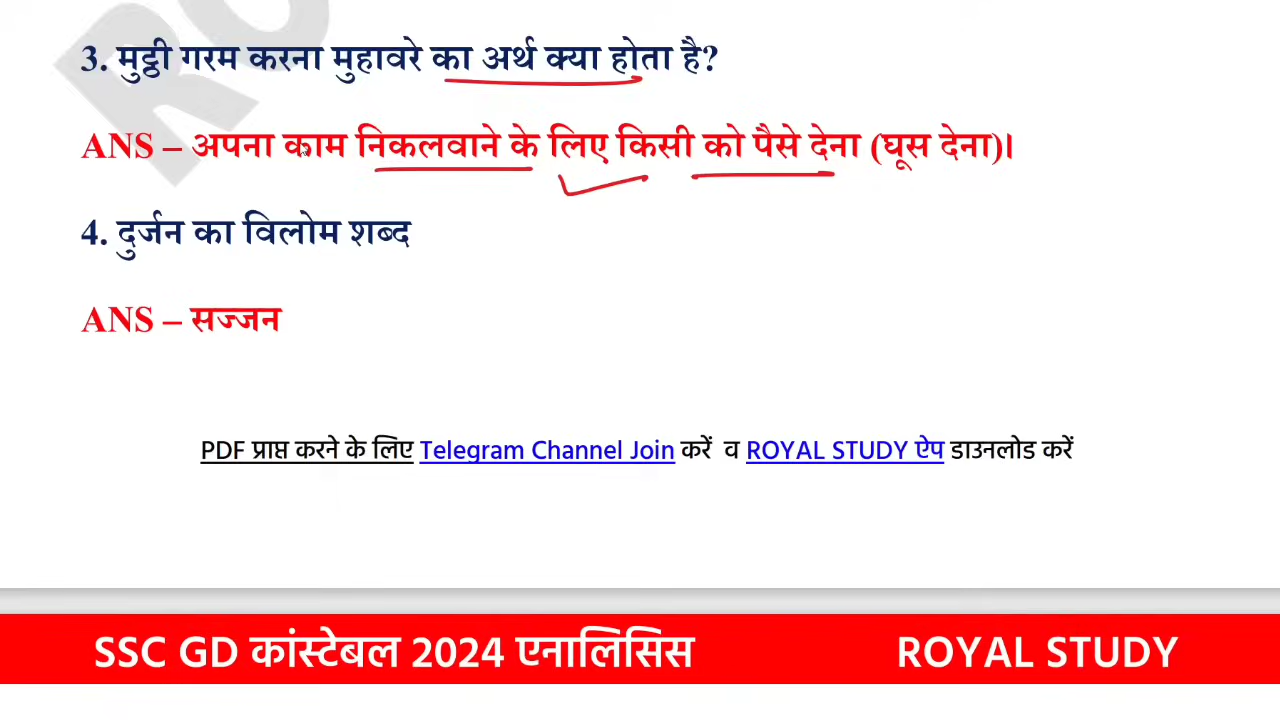 3. मुट्ठी गरम करना मुहावरे का अर्थ क्या होता है?
ANS – अपना काम निकलवाने के लिए किसी को पैसे देना (घूस देना)।
4. दुर्जन का विलोम शब्द
ANS – सज्जन
PDF प्राप्त करने के लिए Telegram Channel Join करें व ROYAL STUDY ऐप डाउनलोड करें
SSC GD कांस्टेबल 2024 एनालिसिस ROYAL STUDY